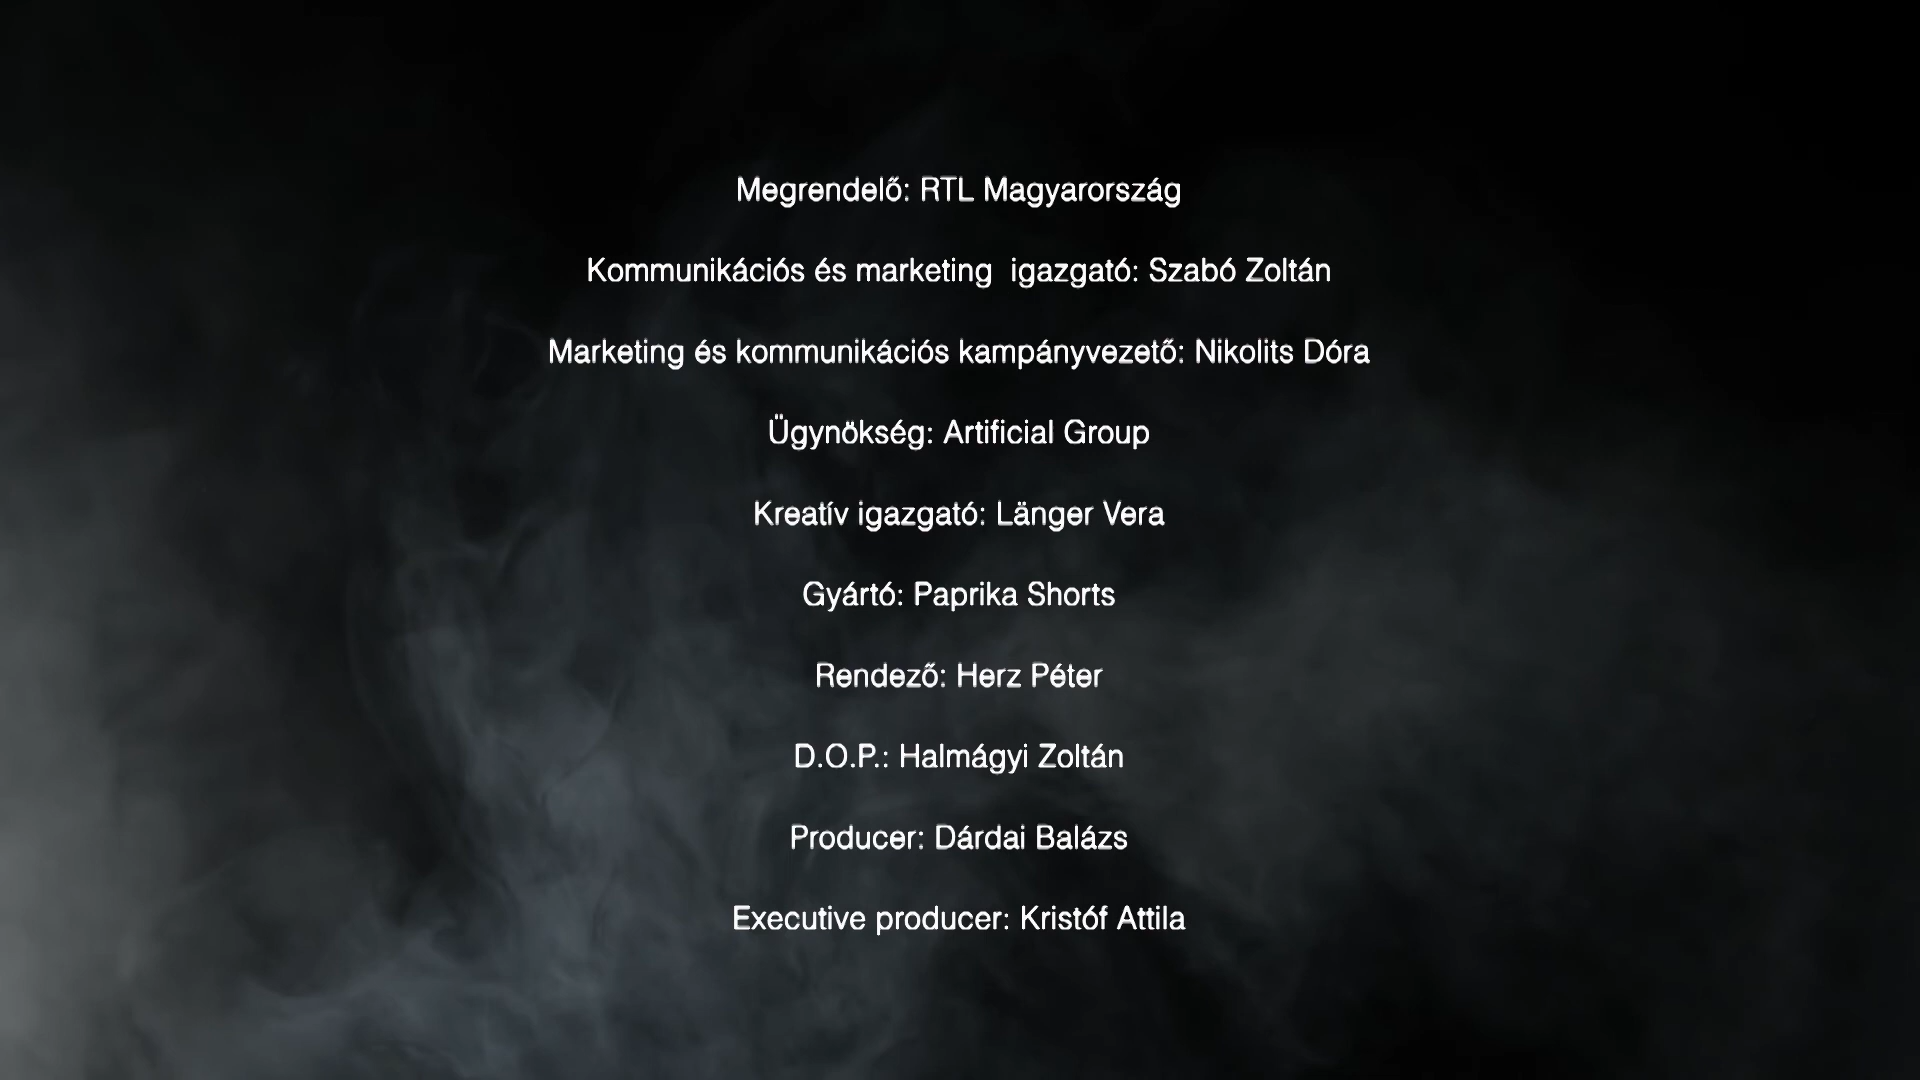 Megrendelő: RTL Magyarország
Kommunikációs és marketing  igazgató: Szabó Zoltán
Marketing és kommunikációs kampányvezető: Nikolits Dóra
Ügynökség: Artificial Group
Kreatív igazgató: Länger Vera
Gyártó: Paprika Shorts
Rendező: Herz Péter
D.O.P.: Halmágyi Zoltán
Producer: Dárdai Balázs
Executive producer: Kristóf Attila